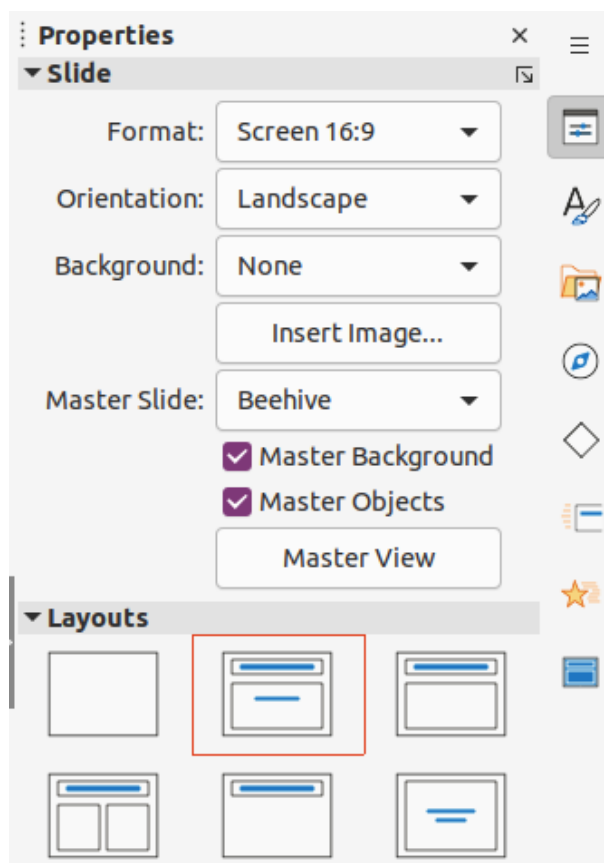 Properties
Slide
Format: Screen 16:9
Orientation: Landscape
Background: None
Insert Image...
Master Slide: Beehive
Master Background
Master Objects
Master View
Layouts